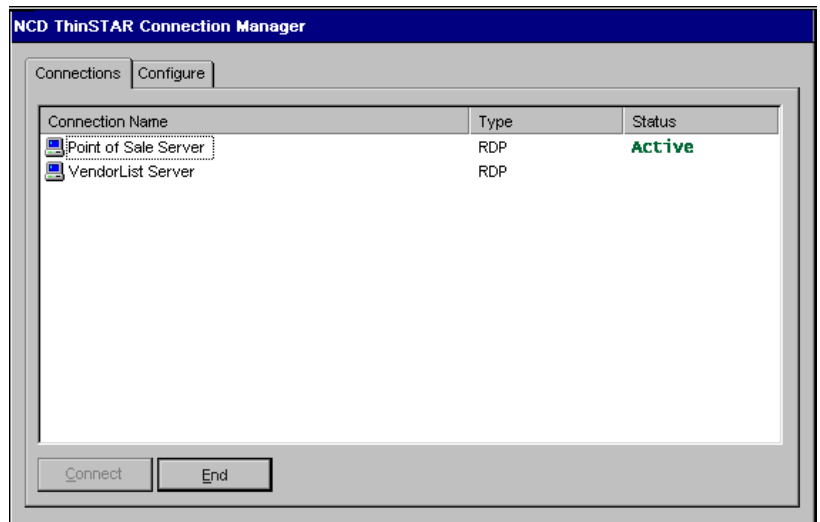 NCD ThinSTAR Connection Manager
Connections Configure
Connection Name Type Status
Point of Sale Server RDP Active
VendorList Server RDP
Connect End